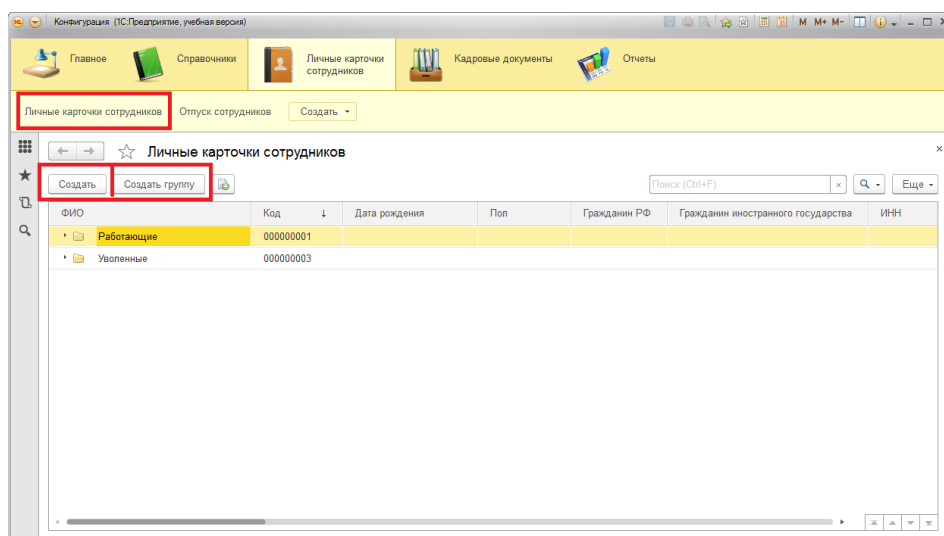 Конфигурация (1С:Предприятие, учебная версия)
M M+ M-
Главное
Справочники
Личные карточки
сотрудников
Кадровые документы
Отчеты
Личные карточки сотрудников Отпуск сотрудников Создать
Личные карточки сотрудников
Создать Создать группу Поиск (Ctrl+F) Еще
ФИО Код Дата рождения Пол Гражданин РФ Гражданин иностранного государства ИНН
Работающие 000000001
Уволенные 000000003